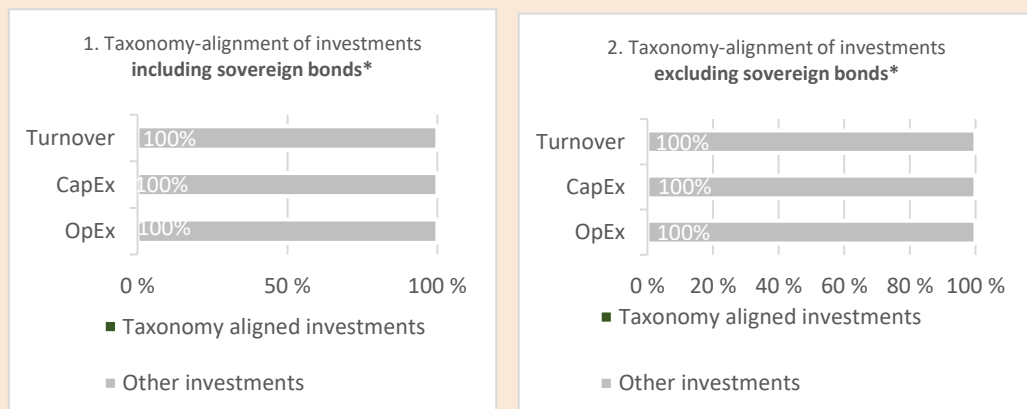 1. Taxonomy-alignment of investments
including sovereign bonds*
Turnover
100%
CapEx
100%
OpEx
100%
0 % 50 % 100 %
Taxonomy aligned investments
Other investments
2. Taxonomy-alignment of investments
excluding sovereign bonds*
Turnover
100%
CapEx
100%
OpEx
100%
0 % 20 % 40 % 60 % 80 % 100 %
Taxonomy aligned investments
Other investments